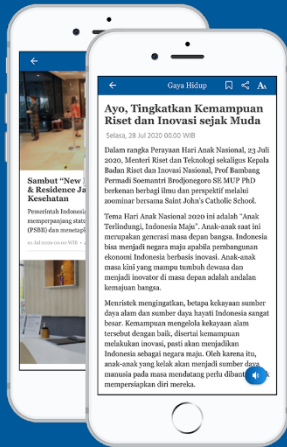 Sambut “New
& Residence Ja
Kesehatan
Pemerintah Indonesia
memperpanjang status
(PSBB) dan menetapk
Gaya Hidup
AA
Ayo, Tingkatkan Kemampuan
Riset dan Inovasi sejak Muda
Selasa, 28 Jul 2020 00.00 WIB
Dalam rangka Perayaan Hari Anak Nasional, 23 Juli
2020, Menteri Riset dan Teknologi sekaligus Kepala
Badan Riset dan Inovasi Nasional, Prof Bambang
Permadi Soemantri Brodjonegoro SE MUP PhD
berkenan berbagi ilmu dan perspektif melalui
zoominar bersama Saint John's Catholic School.
Tema Hari Anak Nasional 2020 ini adalah "Anak
Terlindungi, Indonesia Maju". Anak-anak saat ini
merupakan generasi masa depan bangsa. Indonesia
bisa menjadi negara maju apabila pembangunan
ekonomi Indonesia berbasis inovasi. Anak-anak
masa kini yang mampu tumbuh dewasa dan
menjadi inovator di masa depan adalah andalan
kemajuan bangsa.
Menristek mengingatkan, betapa kekayaan sumber
daya alam dan sumber daya hayati Indonesia sangat
besar. Kemampuan mengelola kekayaan alam
tersebut dengan baik, disertai kemampuan
melakukan inovasi, pasti akan menjadikan
Indonesia sebagai negara maju. Oleh karena itu,
anak-anak yang kelak akan menjadi sumber daya
manusia pada masa mendatang perlu dibant
mempersiapkan diri mereka.